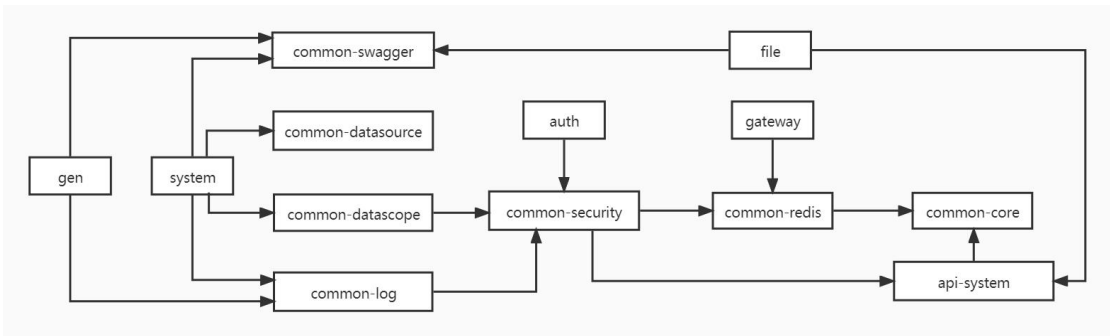 common-swagger
file
auth
gateway
common-datasource
gen
system
common-datascope
common-security
common-redis
common-core
common-log
api-system